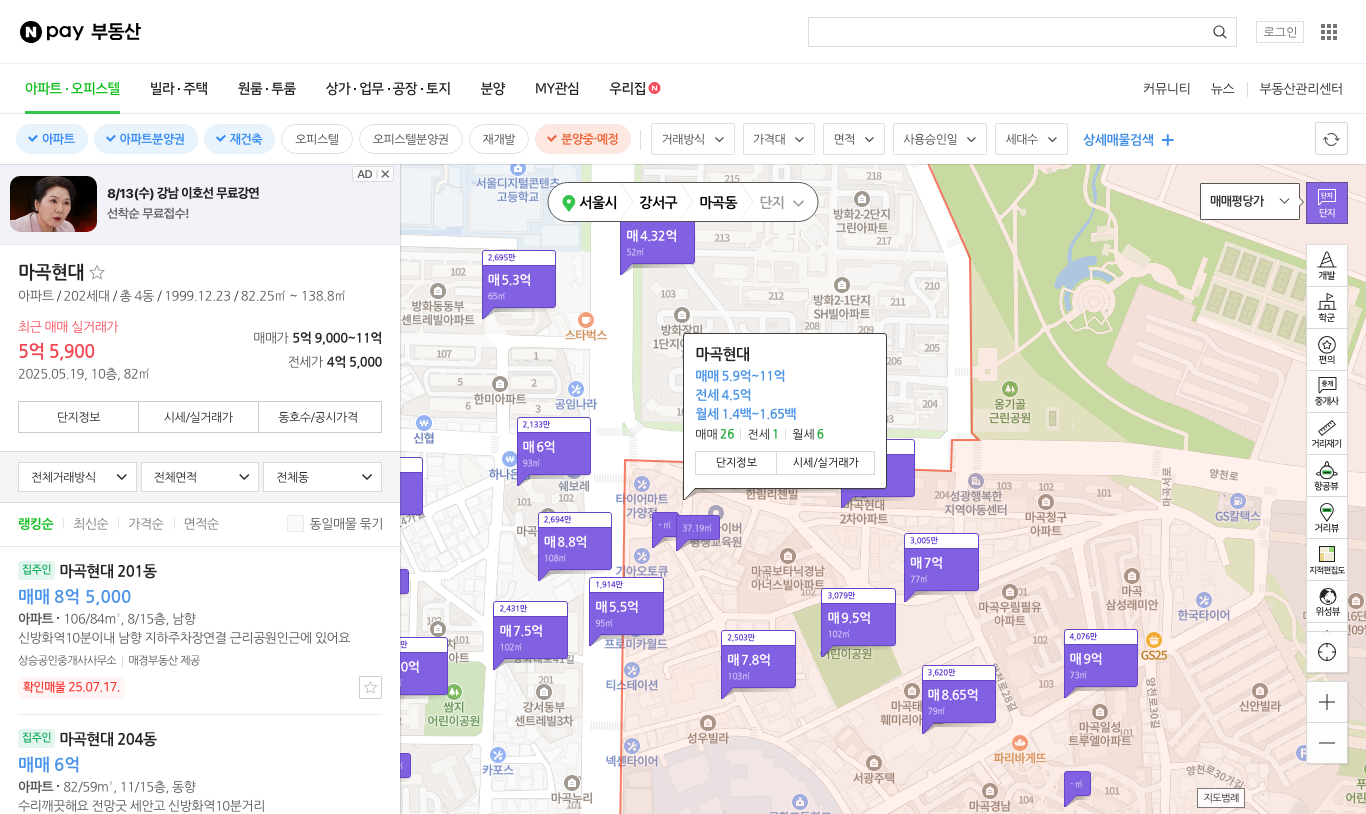 N pay 부동산
로그인
아파트·오피스텔 빌라·주택 원룸·투룸 상가·업무·공장·토지 분양 MY관심 우리집 N
커뮤니티 뉴스 부동산관리센터
아파트 아파트분양권 재건축 오피스텔 오피스텔분양권 재개발 분양중·예정 거래방식 가격대 면적 사용승인일 세대수 상세매물검색 +
8/13(수) 강남 이호선 무료강연
선착순 무료접수!
AD
마곡현대
아파트 / 202세대 / 총 4동 / 1999.12.23 / 82.25㎡ ~ 138.8㎡
최근 매매 실거래가
5억 5,900
2025.05.19, 10층, 82㎡
매매가 5억 9,000~11억
전세가 4억 5,000
단지정보 시세/실거래가 동호수/공시가격
전체거래방식 전체면적 전체동
랭킹순 최신순 가격순 면적순 동일매물 묶기
집주인 마곡현대 201동
매매 8억 5,000
아파트 · 106/84㎡, 8/15층, 남향
신방화역10분이내 남향 지하주차장연결 근리공원인근에 있어요
상승공인중개사사무소 매경부동산 제공
확인매물 25.07.17.
집주인 마곡현대 204동
매매 6억
아파트 · 82/59㎡, 11/15층, 동향
수리깨끗해요 전망굿 세안고 신방화역10분거리
서울시 강서구 마곡동 단지
매매평당가
단지
단지
개발
학군
편의
중개
중개사
거리재기
항공뷰
거리뷰
지적편집도
위성뷰
지도범례
서울디지털콘텐츠
고등학교
215
218
방화2-2단지
그린아파트
217
213
매4.32억
52㎡
2,695만
매5.3억
65㎡
102
방화동동부
센트레빌아파트
101
스타벅스
103
방화장미
1단지
212
방화2-1단지
SH빌아파트
208
209
206
205
204
107
1
5
2
6
3
한미아파트
공임나라
신협
옹기골
근린공원
마곡현대
매매 5.9억~11억
전세 4.5억
월세 1.4백~1.65백
매매 26 전세 1 월세 6
단지정보 시세/실거래가
2,133만
매6억
93㎡
하나은
쉐보레
타이어마트
가양점
한림리첸빌
마곡현대
2차아파트
성광행복한
지역아동센터
마곡청구
아파트
양천로
GS칼텍스
2,694만
매8.8억
108㎡
- ㎡
37.19㎡
평생교육원
기아오토큐
1,914만
매5.5억
95㎡
프로미카월드
마곡보타닉경남
아너스빌아파트
3,005만
매7억
77㎡
3,079만
매9.5억
102㎡
마곡우림필유
아파트
마곡
삼성래미안
한국타이어
2,431만
매7.5억
102㎡
2,503만
매7.8억
103㎡
4,076만
매9억
73㎡
GS25
3,620만
매8.65억
79㎡
티스테이션
쌈지
어린이공원
강서동부
센트레빌3차
성우빌라
넥센타이어
카포스
마곡누리
101
서광주택
파리바게뜨
마곡일성
트루엘아파트
신안빌라
양천로30길
양천로30가길
마곡경남
104
101
103
102
- ㎡